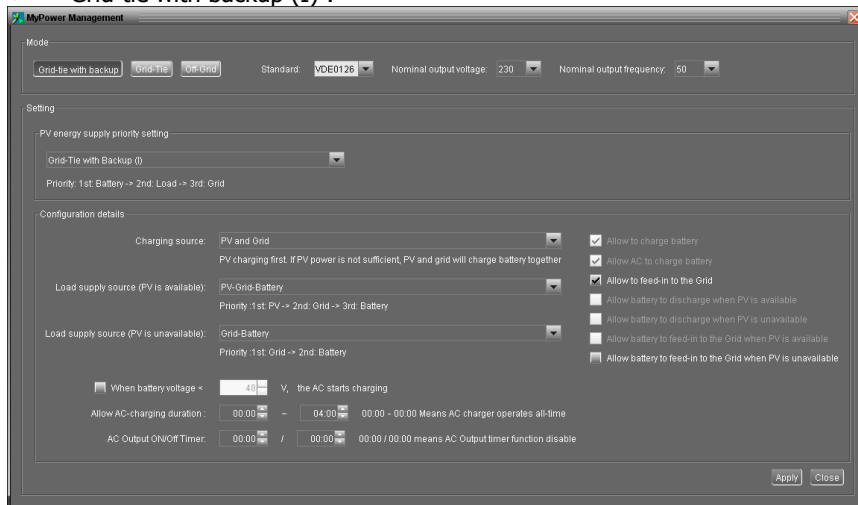 Grid-tie with backup (I) :
MyPower Management
Mode
Grid-tie with backup Grid-Tie Off-Grid Standard: VDE0126 Nominal output voltage: 230 Nominal output frequency: 50
Setting
PV energy supply priority setting
Grid-Tie with Backup (I)
Priority: 1st: Battery -> 2nd: Load -> 3rd: Grid
Configuration details
Charging source: PV and Grid
PV charging first. If PV power is not sufficient, PV and grid will charge battery together
Load supply source (PV is available): PV-Grid-Battery
Priority :1st: PV -> 2nd: Grid -> 3rd: Battery
Load supply source (PV is unavailable): Grid-Battery
Priority :1st: Grid -> 2nd: Battery
Allow to charge battery
Allow AC to charge battery
Allow to feed-in to the Grid
Allow battery to discharge when PV is available
Allow battery to discharge when PV is unavailable
Allow battery to feed-in to the Grid when PV is available
Allow battery to feed-in to the Grid when PV is unavailable
When battery voltage < 48 V, the AC starts charging
Allow AC-charging duration : 00:00 ~ 04:00 00:00 - 00:00 Means AC charger operates all-time
AC Output ON/Off Timer: 00:00 / 00:00 00:00 / 00:00 means AC Output timer function disable
Apply Close